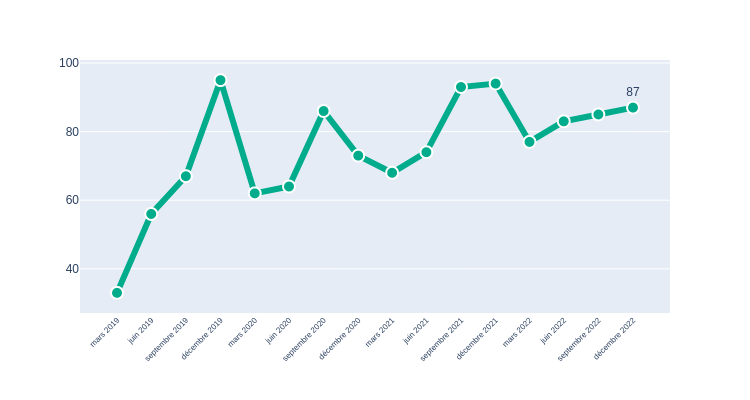 100
80
60
40
87
mars 2019
juin 2019
septembre 2019
décembre 2019
mars 2020
juin 2020
septembre 2020
décembre 2020
mars 2021
juin 2021
septembre 2021
décembre 2021
mars 2022
juin 2022
septembre 2022
décembre 2022